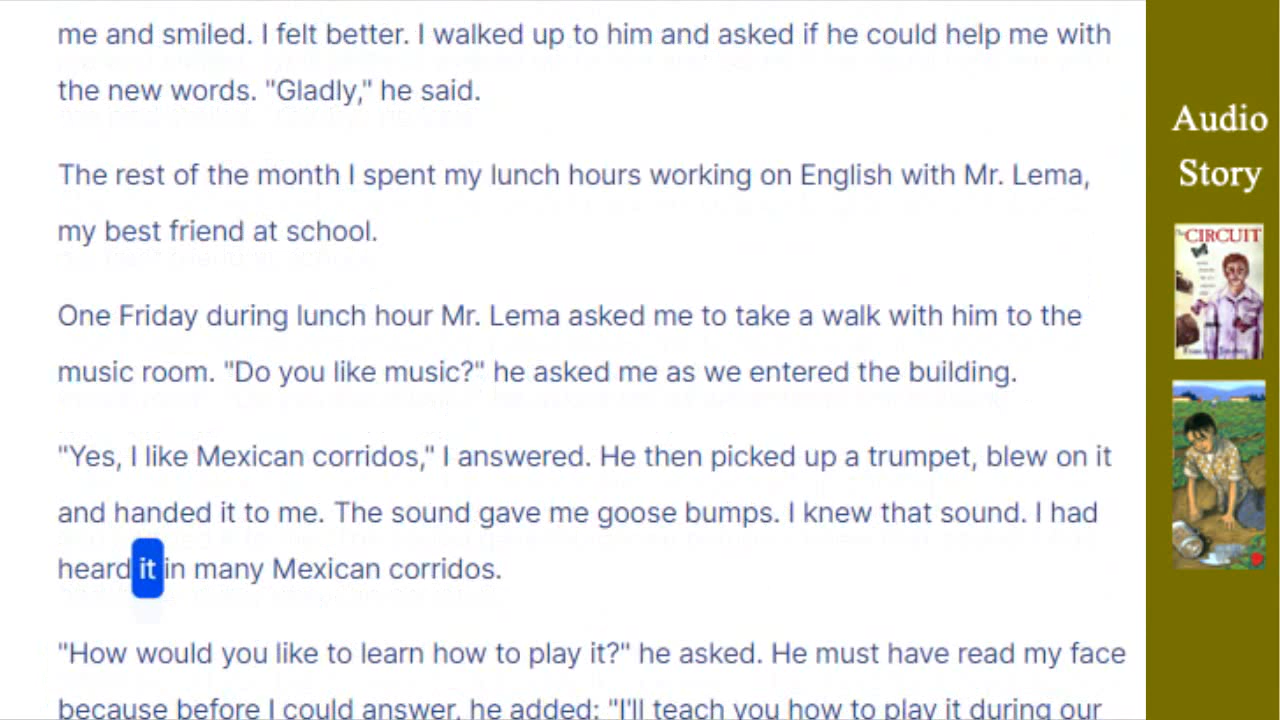 me and smiled. I felt better. I walked up to him and asked if he could help me with
the new words. "Gladly," he said.
The rest of the month I spent my lunch hours working on English with Mr. Lema,
my best friend at school.
One Friday during lunch hour Mr. Lema asked me to take a walk with him to the
music room. "Do you like music?" he asked me as we entered the building.
"Yes, I like Mexican corridos," I answered. He then picked up a trumpet, blew on it
and handed it to me. The sound gave me goose bumps. I knew that sound. I had
heard it in many Mexican corridos.
"How would you like to learn how to play it?" he asked. He must have read my face
because before I could answer, he added: "I'll teach you how to play it during our
Audio
Story
The CIRCUIT